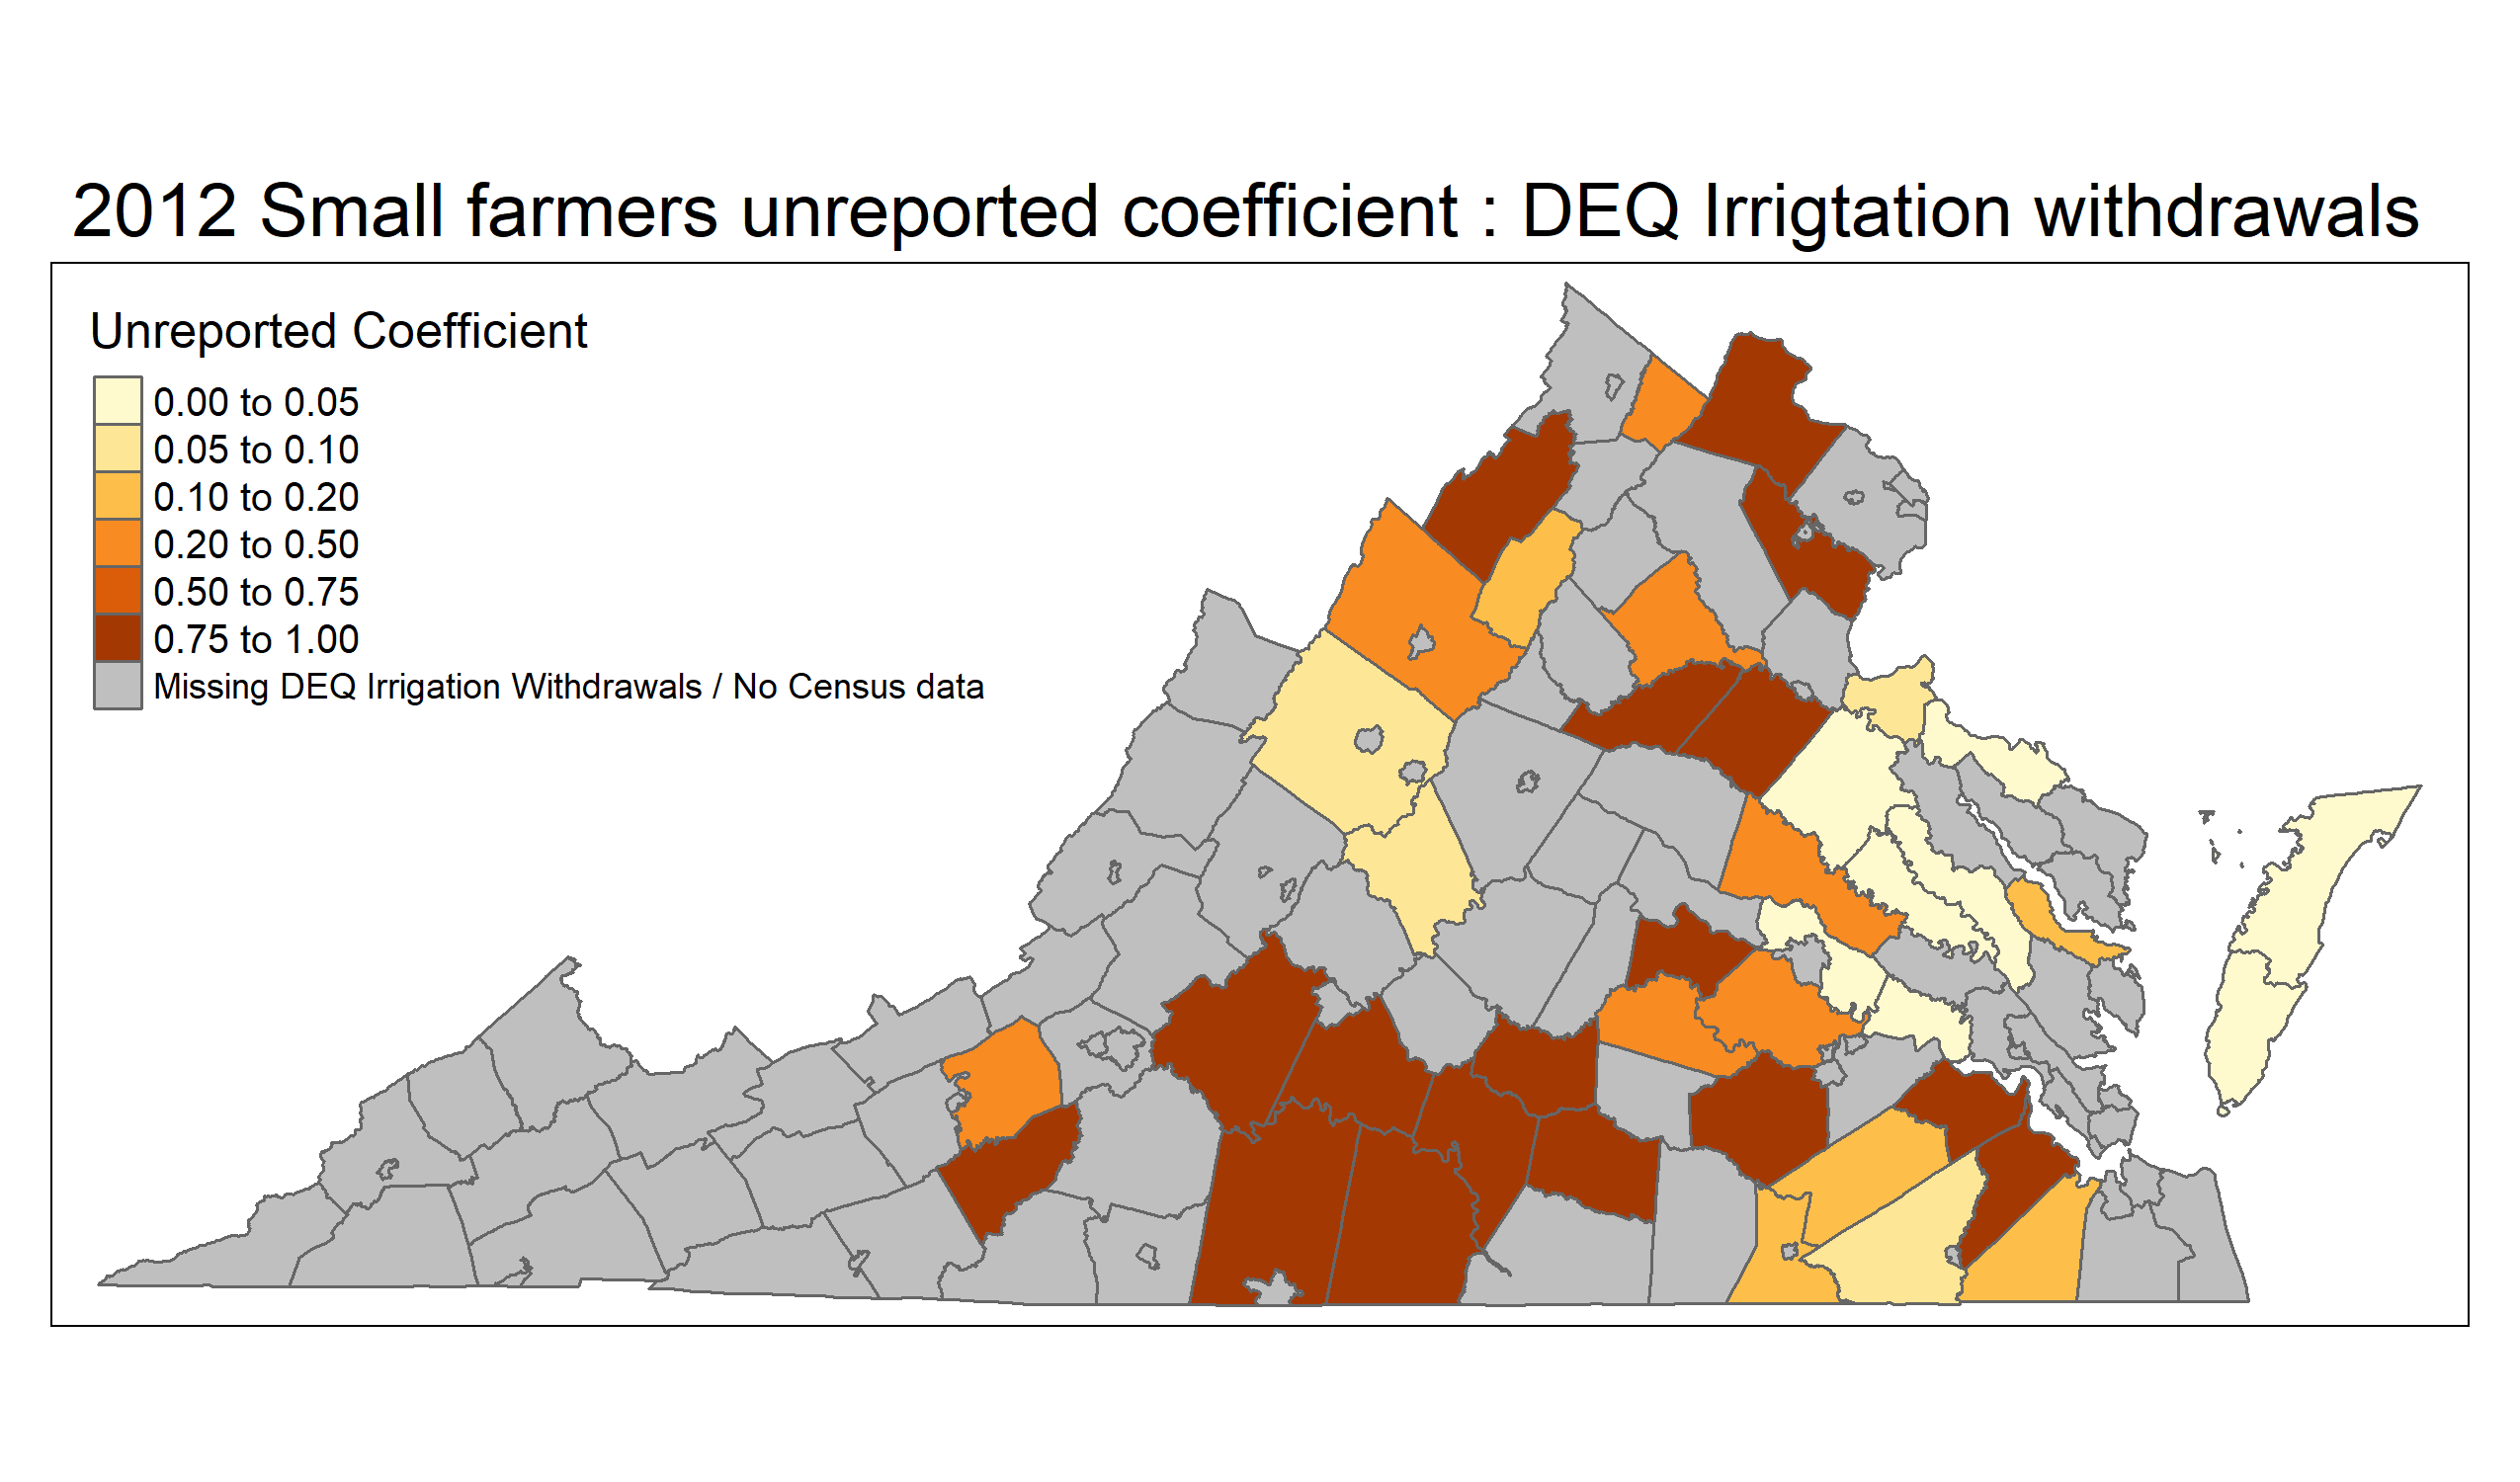 2012 Small farmers unreported coefficient : DEQ Irrigtation withdrawals
Unreported Coefficient
0.00 to 0.05
0.05 to 0.10
0.10 to 0.20
0.20 to 0.50
0.50 to 0.75
0.75 to 1.00
Missing DEQ Irrigation Withdrawals / No Census data